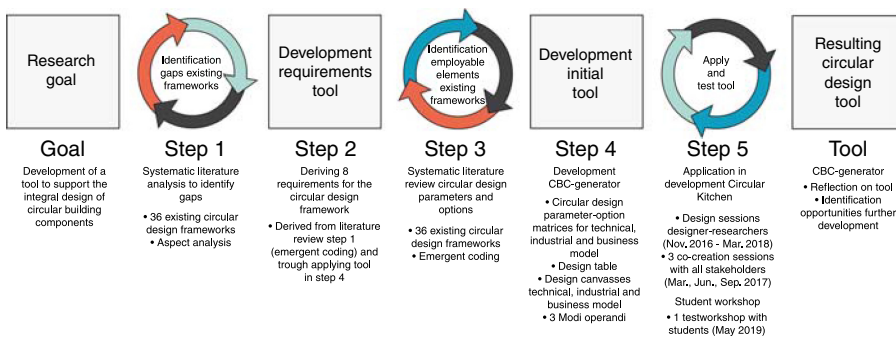 Research
goal
Identification
gaps existing
frameworks
Development
requirements
tool
Identification
employable
elements
existing
frameworks
Development
initial
tool
Apply
and
test tool
Resulting
circular
design
tool
Goal
Development of a
tool to support the
integral design of
circular building
components
Step 1
Systematic literature
analysis to identify
gaps
• 36 existing circular
design frameworks
• Aspect analysis
Step 2
Deriving 8
requirements for the
circular design
framework
• Derived from literature
review step 1
(emergent coding) and
trough applying tool
in step 4
Step 3
Systematic literature
review circular design
parameters and
options
• 36 existing circular
design frameworks
• Emergent coding
Step 4
Development
CBC-generator
• Circular design
parameter-option
matrices for technical,
industrial and business
model
• Design table
• Design canvasses
technical, industrial and
business model
• 3 Modi operandi
Step 5
Application in
development Circular
Kitchen
• Design sessions
designer-researchers
(Nov. 2016 - Mar. 2018)
• 3 co-creation sessions
with all stakeholders
(Mar., Jun., Sep. 2017)
Student workshop
• 1 testworkshop with
students (May 2019)
Tool
CBC-generator
• Reflection on tool
• Identification
opportunities further
development